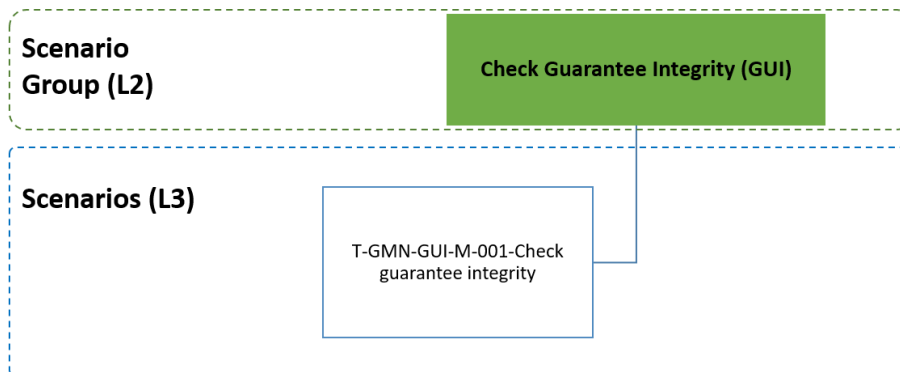 Scenario
Group (L2)
Check Guarantee Integrity (GUI)
Scenarios (L3)
T-GMN-GUI-M-001-Check
guarantee integrity